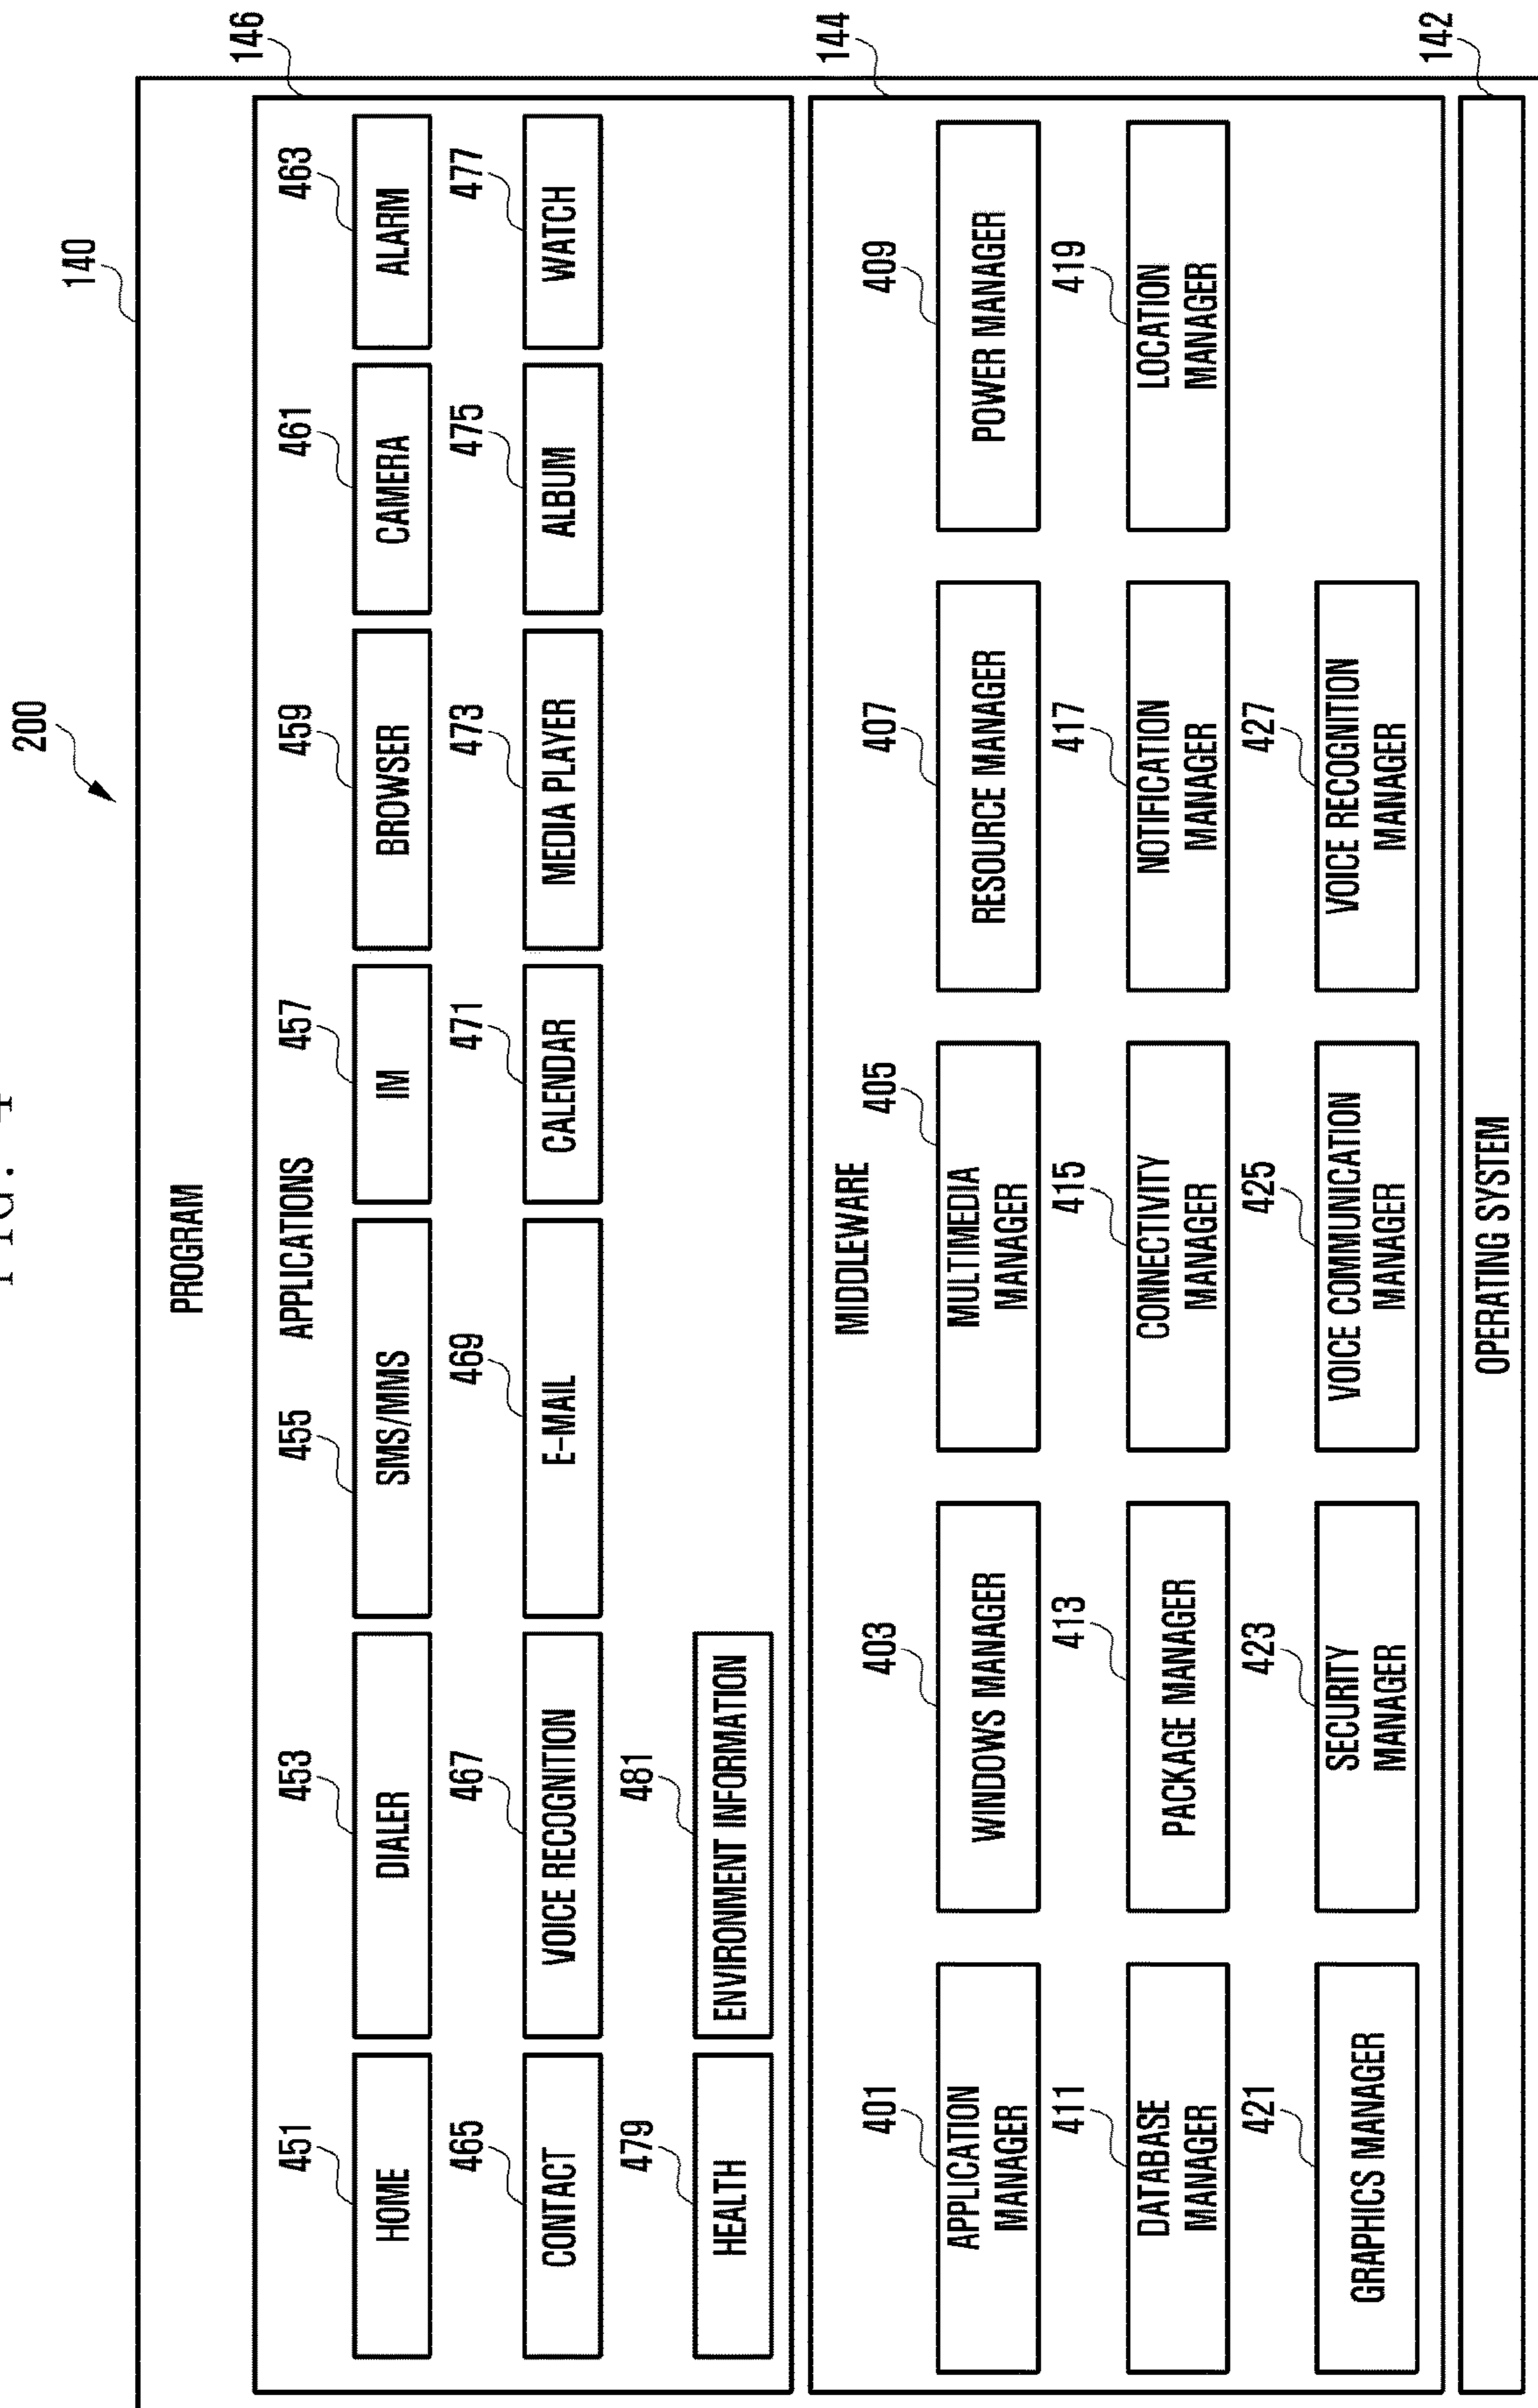 200
140
PROGRAM
146
APPLICATIONS
451
453
455
457
459
461
463
HOME
DIALER
SMS/MMS
IM
BROWSER
CAMERA
ALARM
465
467
469
471
473
475
477
CONTACT
VOICE RECOGNITION
E-MAIL
CALENDAR
MEDIA PLAYER
ALBUM
WATCH
479
481
HEALTH
ENVIRONMENT INFORMATION
144
MIDDLEWARE
401
403
405
407
409
APPLICATION
MANAGER
WINDOWS MANAGER
MULTIMEDIA
MANAGER
RESOURCE MANAGER
POWER MANAGER
411
413
415
417
419
DATABASE
MANAGER
PACKAGE MANAGER
CONNECTIVITY
MANAGER
NOTIFICATION
MANAGER
LOCATION
MANAGER
421
423
425
427
GRAPHICS MANAGER
SECURITY
MANAGER
VOICE COMMUNICATION
MANAGER
VOICE RECOGNITION
MANAGER
142
OPERATING SYSTEM